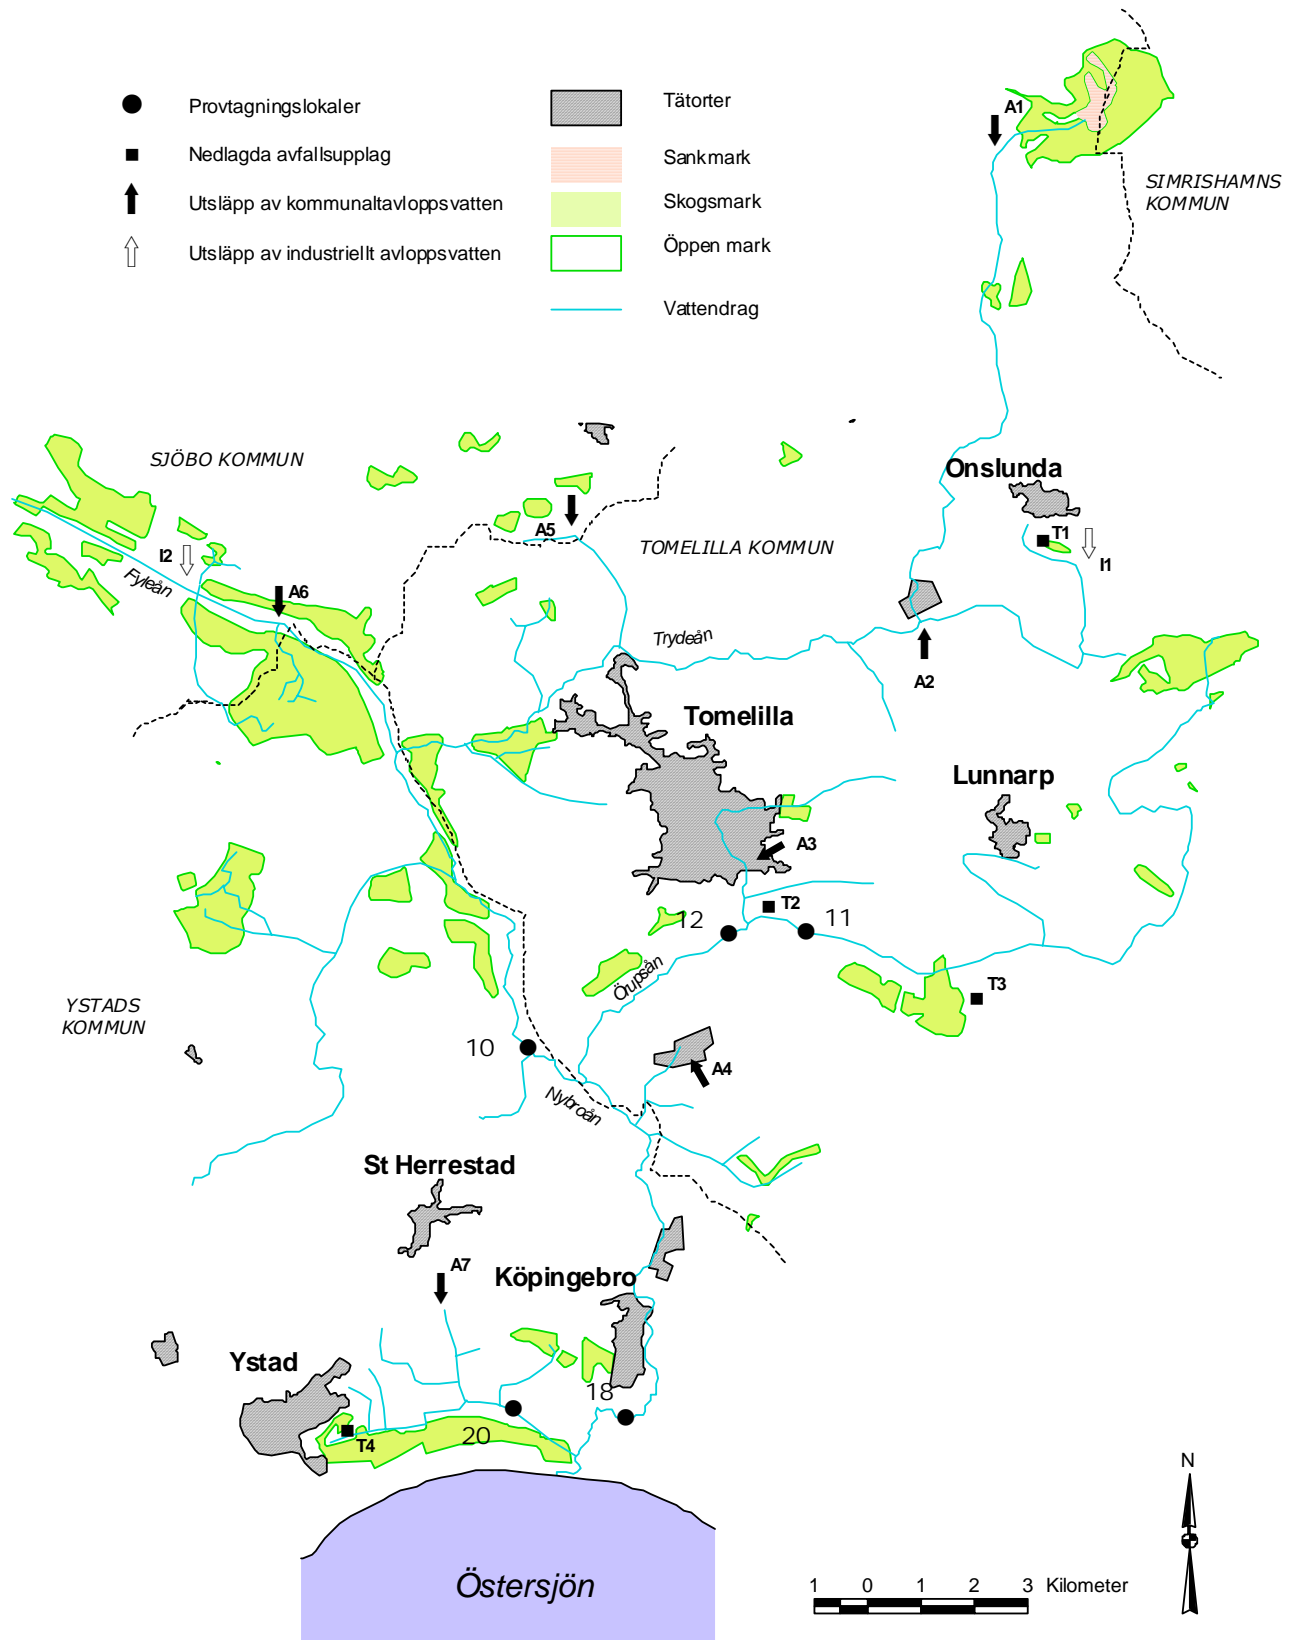 Provtagningslokaler
Nedlagda avfallsupplag
Utsläpp av kommunaltavloppsvatten
Utsläpp av industriellt avloppsvatten
Tätorter
Sankmark
Skogsmark
Öppen mark
Vattendrag
A1
SIMRISHAMNS
KOMMUN
SJÖBO KOMMUN
Onslunda
A5
TOMELILLA KOMMUN
T1
I1
I2
Fyleån
A6
Trydeån
A2
Tomelilla
Lunnarp
A3
T2
12
11
Örupsån
T3
YSTADS
KOMMUN
10
A4
Nybroån
St Herrestad
A7
Köpingebro
Ystad
18
20
T4
Östersjön
N
1 0 1 2 3 Kilometer